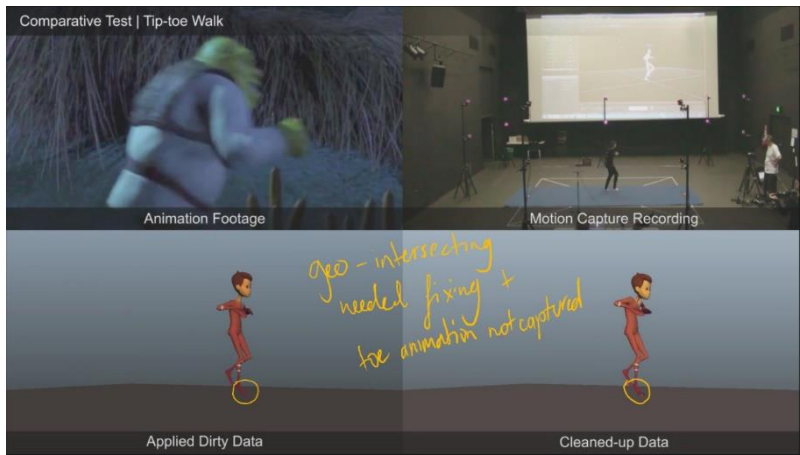 Comparative Test | Tip-toe Walk
Animation Footage
Motion Capture Recording
geo-intersecting
needed fixing +
toe animation not captured
Applied Dirty Data
Cleaned-up Data